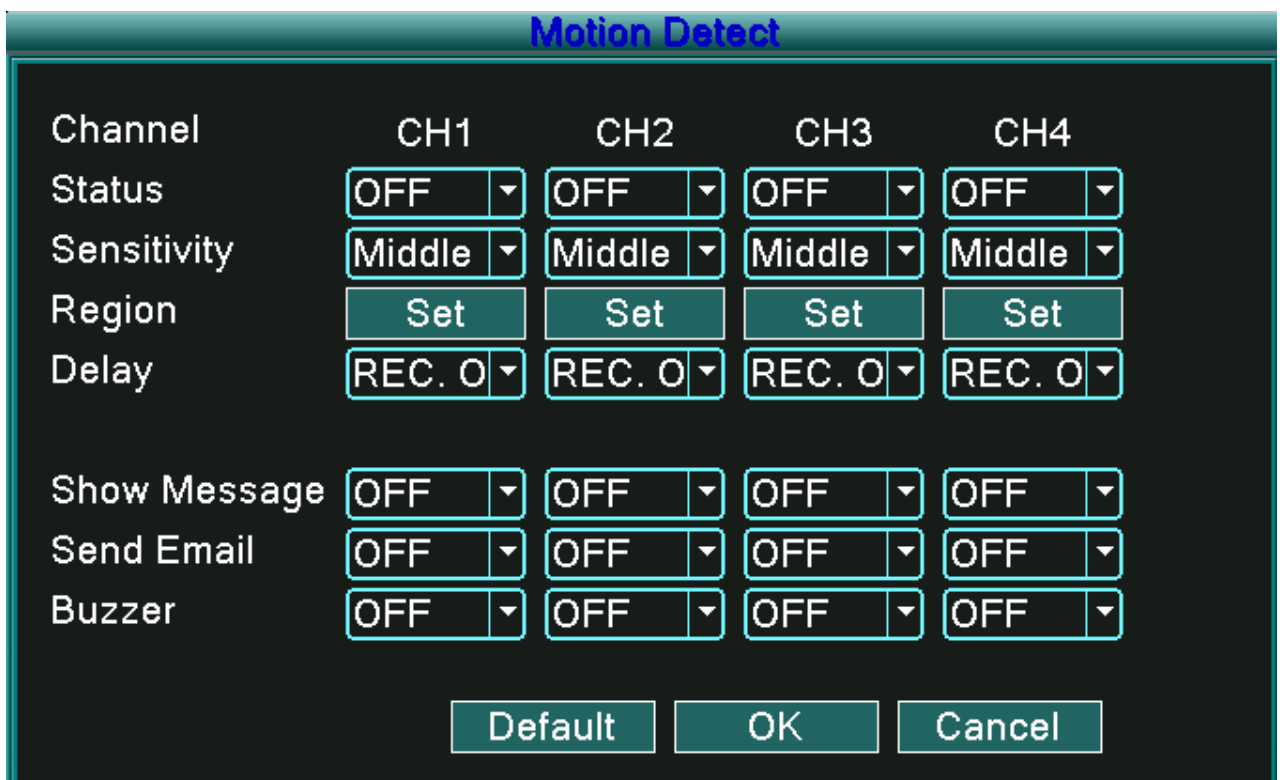 Motion Detect
Channel CH1 CH2 CH3 CH4
Status OFF OFF OFF OFF
Sensitivity Middle Middle Middle Middle
Region Set Set Set Set
Delay REC. O REC. O REC. O REC. O
Show Message OFF OFF OFF OFF
Send Email OFF OFF OFF OFF
Buzzer OFF OFF OFF OFF
Default OK Cancel